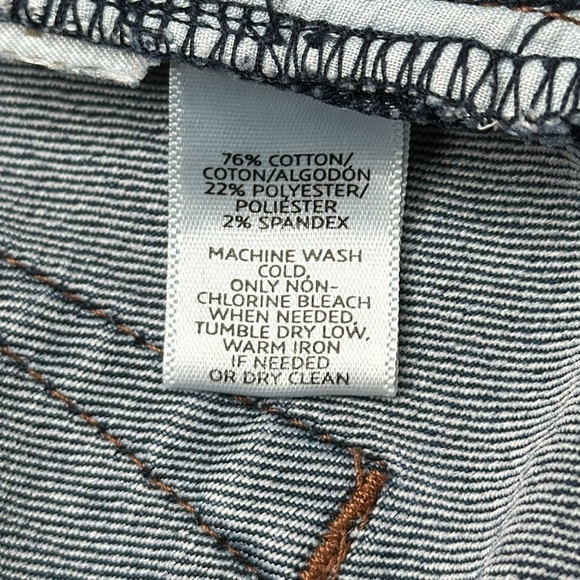 76% COTTON/
COTON/ALGODÓN
22% POLYESTER/
POLIÉSTER
2% SPANDEX
MACHINE WASH
COLD,
ONLY NON-
CHLORINE BLEACH
WHEN NEEDED,
TUMBLE DRY LOW,
WARM IRON
IF NEEDED
OR DRY CLEAN